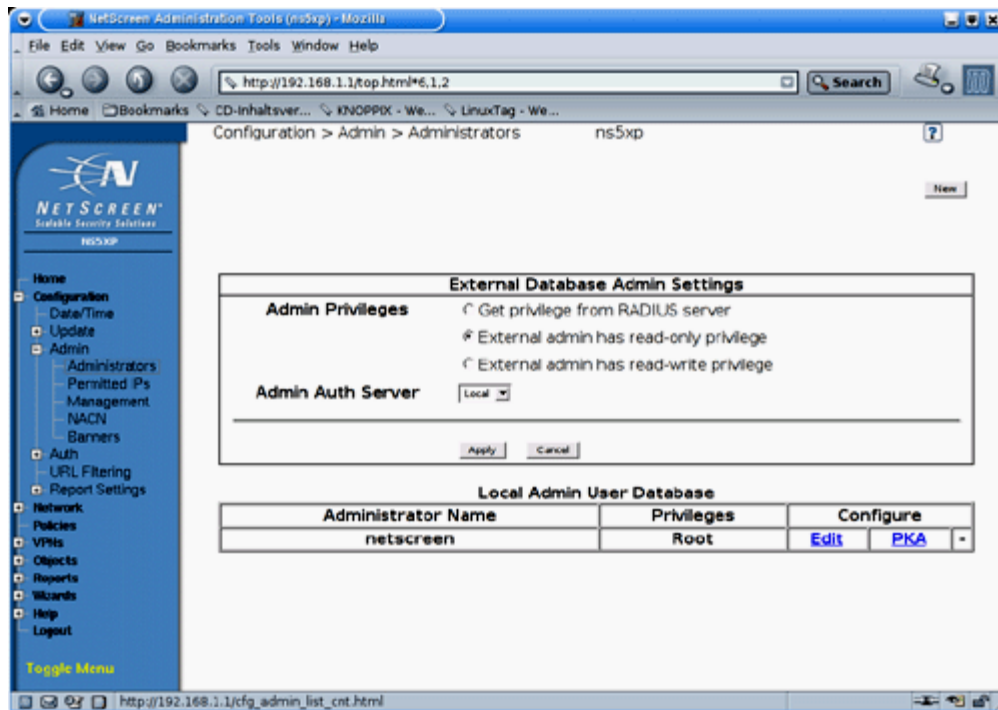 NetScreen Administration Tools (ns5xp) - Mozilla
File Edit View Go Bookmarks Tools Window Help
http://192.168.1.1/top.html*6,1,2 Search
Home Bookmarks CD-Inhaltsver... KNOPPIX - We... LinuxTag - We...
Configuration > Admin > Administrators ns5xp ?
N
NETSCREEN
Scalable Security Solutions
NS5XP
New
Home
Configuration
Date/Time
Update
Admin
Administrators
Permitted IPs
Management
NACN
Banners
Auth
URL Filtering
Report Settings
Network
Policies
VPNs
Objects
Reports
Wizards
Help
Logout
Toggle Menu
External Database Admin Settings
Admin Privileges Get privilege from RADIUS server
External admin has read-only privilege
External admin has read-write privilege
Admin Auth Server Local
Apply Cancel
Local Admin User Database
Administrator Name Privileges Configure
netscreen Root Edit PKA -
http://192.168.1.1/cfg_admin_list_cnt.html